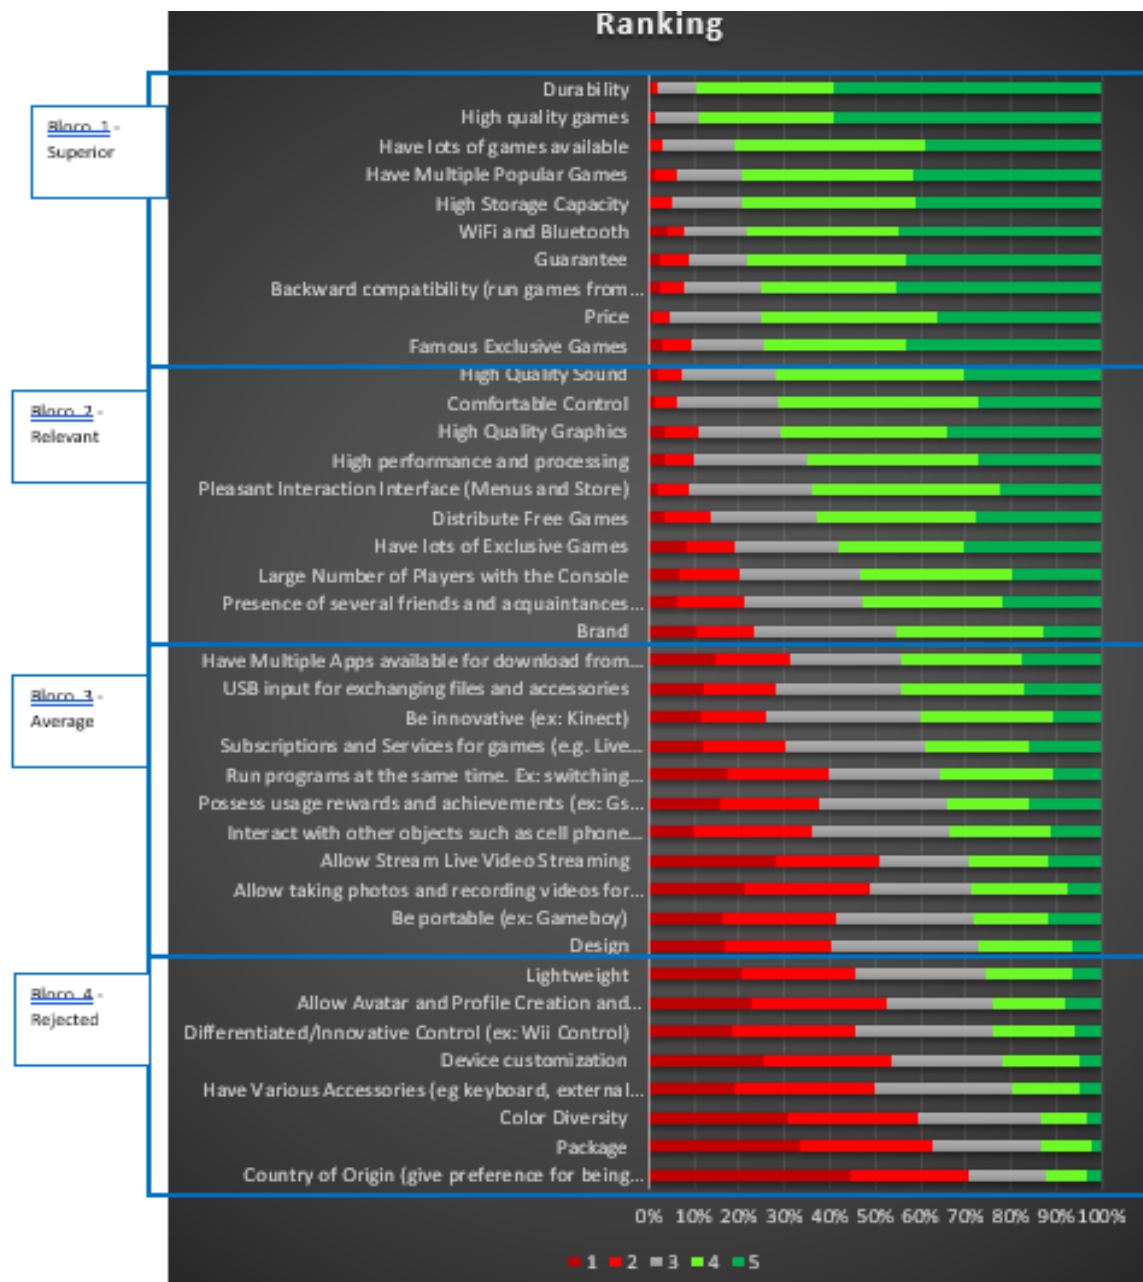 Ranking
Bloco 1 -
Superior
Durability
High quality games
Have lots of games available
Have Multiple Popular Games
High Storage Capacity
WiFi and Bluetooth
Guarantee
Backward compatibility (run games from...
Price
Famous Exclusive Games
Bloco 2 -
Relevant
High Quality Sound
Comfortable Control
High Quality Graphics
High performance and processing
Pleasant Interaction Interface (Menus and Store)
Distribute Free Games
Have lots of Exclusive Games
Large Number of Players with the Console
Presence of several friends and acquaintances...
Brand
Bloco 3 -
Average
Have Multiple Apps available for download from...
USB input for exchanging files and accessories
Be innovative (ex: Kinect)
Subscriptions and Services for games (e.g. Live...
Run programs at the same time. Ex: switching...
Possess usage rewards and achievements (ex: Gs...
Interact with other objects such as cell phone...
Allow Stream Live Video Streaming
Allow taking photos and recording videos for...
Be portable (ex: Gameboy)
Design
Bloco 4 -
Rejected
Lightweight
Allow Avatar and Profile Creation and...
Differentiated/Innovative Control (ex: Wii Control)
Device customization
Have Various Accessories (eg keyboard, external...
Color Diversity
Package
Country of Origin (give preference for being...
0% 10% 20% 30% 40% 50% 60% 70% 80% 90% 100%
1 2 3 4 5